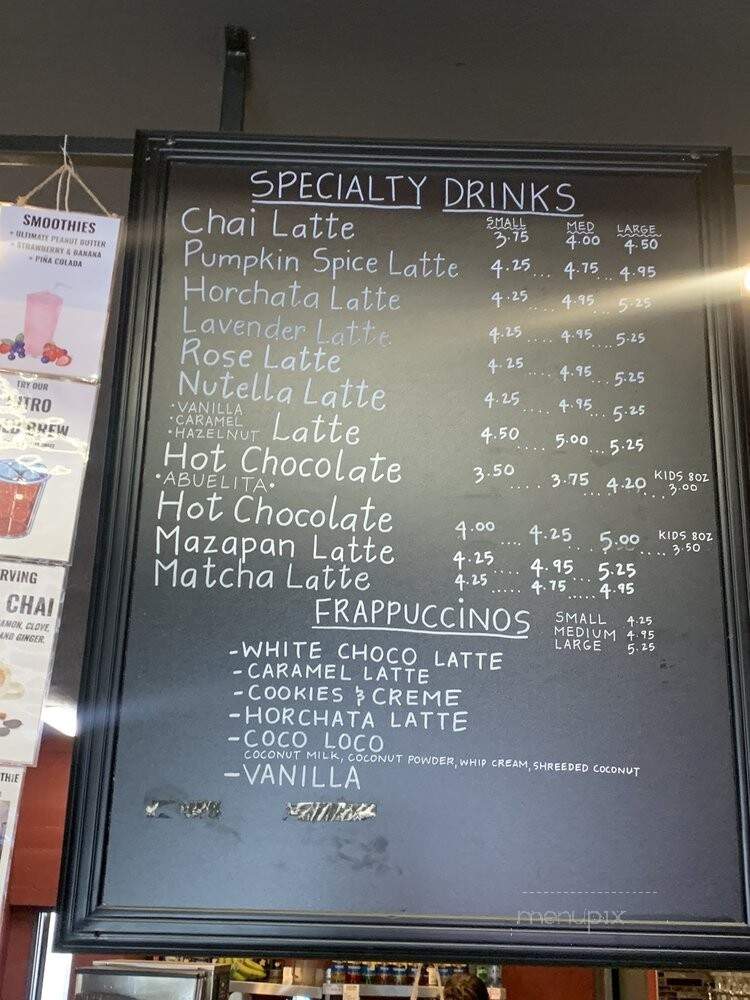 SPECIALTY DRINKS
SMALL MED LARGE
Chai Latte 3.75 4.00 4.50
Pumpkin Spice Latte 4.25... 4.75.. 4.95
Horchata Latte 4.25.... 4.95... 5.25
Lavender Latte 4.25.... 4.95... 5.25
Rose Latte 4.25.... 4.95... 5.25
Nutella Latte 4.25.... 4.95... 5.25
•VANILLA
•CARAMEL
•HAZELNUT Latte 4.50.... 5.00... 5.25
Hot Chocolate 3.50.... 3.75....4.20.... KIDS 8OZ 3.00
•ABUELITA•
Hot Chocolate 4.00.... 4.25... 5.00.... KIDS 8OZ 3.50
Mazapan Latte 4.25..... 4.95... 5.25
Matcha Latte 4.25..... 4.75..... 4.95
FRAPPUCCINOS
SMALL 4.25
MEDIUM 4.95
LARGE 5.25
-WHITE CHOCO LATTE
-CARAMEL LATTE
-COOKIES & CREME
-HORCHATA LATTE
-COCO LOCO
COCONUT MILK, COCONUT POWDER, WHIP CREAM, SHREEDED COCONUT
-VANILLA
SMOOTHIES
• ULTIMATE PEANUT BUTTER
• STRAWBERRY & BANANA
• PIÑA COLADA
TRY OUR
RVING
CHAI
AMON, CLOVE,
AND GINGER.
THIE
menupix